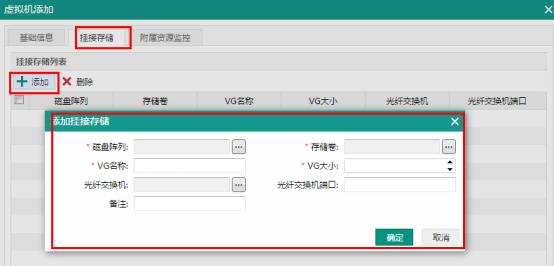 虚拟机添加
基础信息 挂接存储 附属资源监控
挂接存储列表
添加 删除
磁盘阵列 存储卷 VG名称 VG大小 光纤交换机 光纤交换机端口
添加挂接存储
* 磁盘阵列: ... * 存储卷: ...
* VG名称: * VG大小:
光纤交换机: ... 光纤交换机端口:
备注:
确定 取消